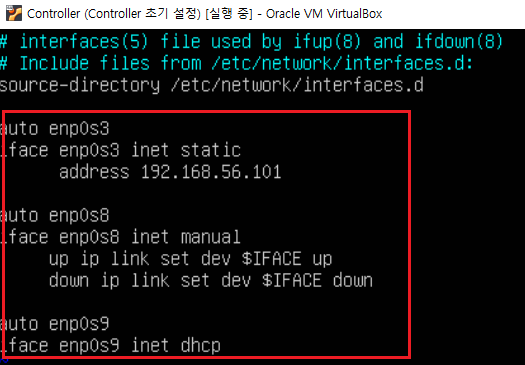 Controller (Controller 초기 설정) [실행 중] - Oracle VM VirtualBox
# interfaces(5) file used by ifup(8) and ifdown(8)
# Include files from /etc/network/interfaces.d:
source-directory /etc/network/interfaces.d
auto enp0s3
iface enp0s3 inet static
address 192.168.56.101
auto enp0s8
iface enp0s8 inet manual
up ip link set dev $IFACE up
down ip link set dev $IFACE down
auto enp0s9
iface enp0s9 inet dhcp